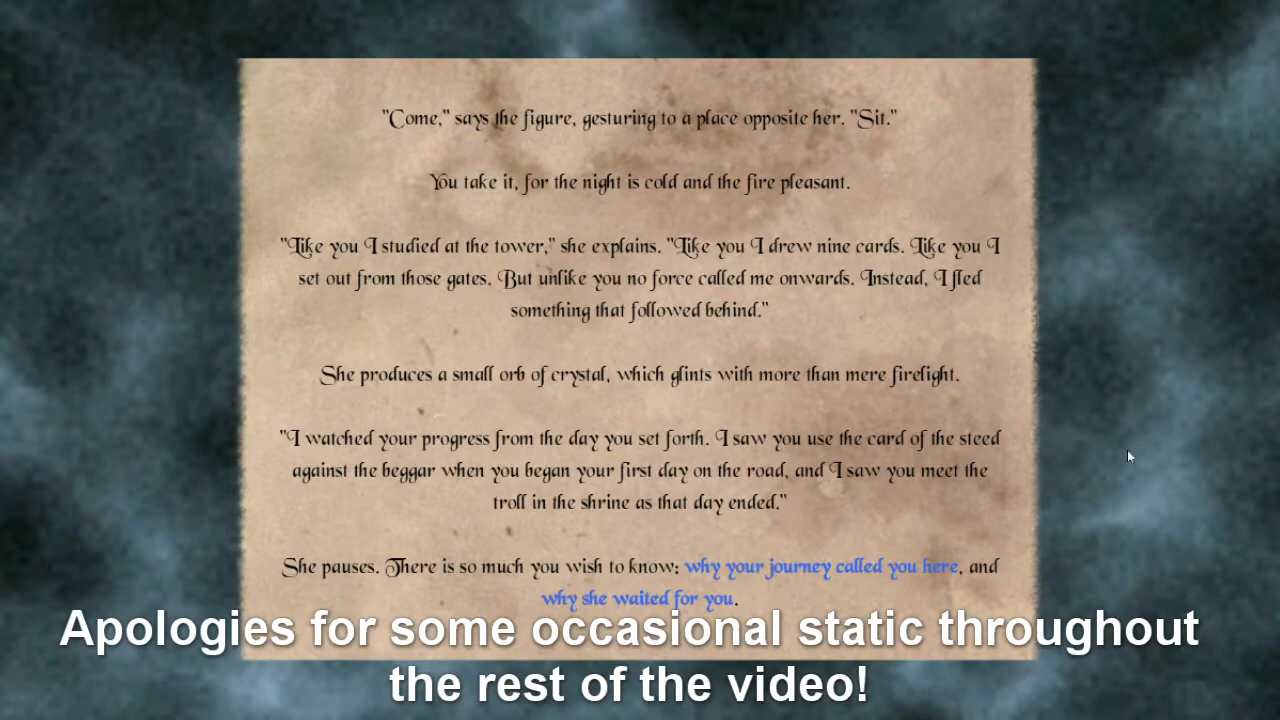 "Come," says the figure, gesturing to a place opposite her. "Sit."
You take it, for the night is cold and the fire pleasant.
"Like you I studied at the tower," she explains. "Like you I drew nine cards. Like you I
set out from those gates. But unlike you no force called me onwards. Instead, I fled
something that followed behind."
She produces a small orb of crystal, which glints with more than mere firelight.
"I watched your progress from the day you set forth. I saw you use the card of the steed
against the beggar when you began your first day on the road, and I saw you meet the
troll in the shrine as that day ended."
She pauses. There is so much you wish to know: why your journey called you here, and
why she waited for you.
Apologies for some occasional static throughout
the rest of the video!